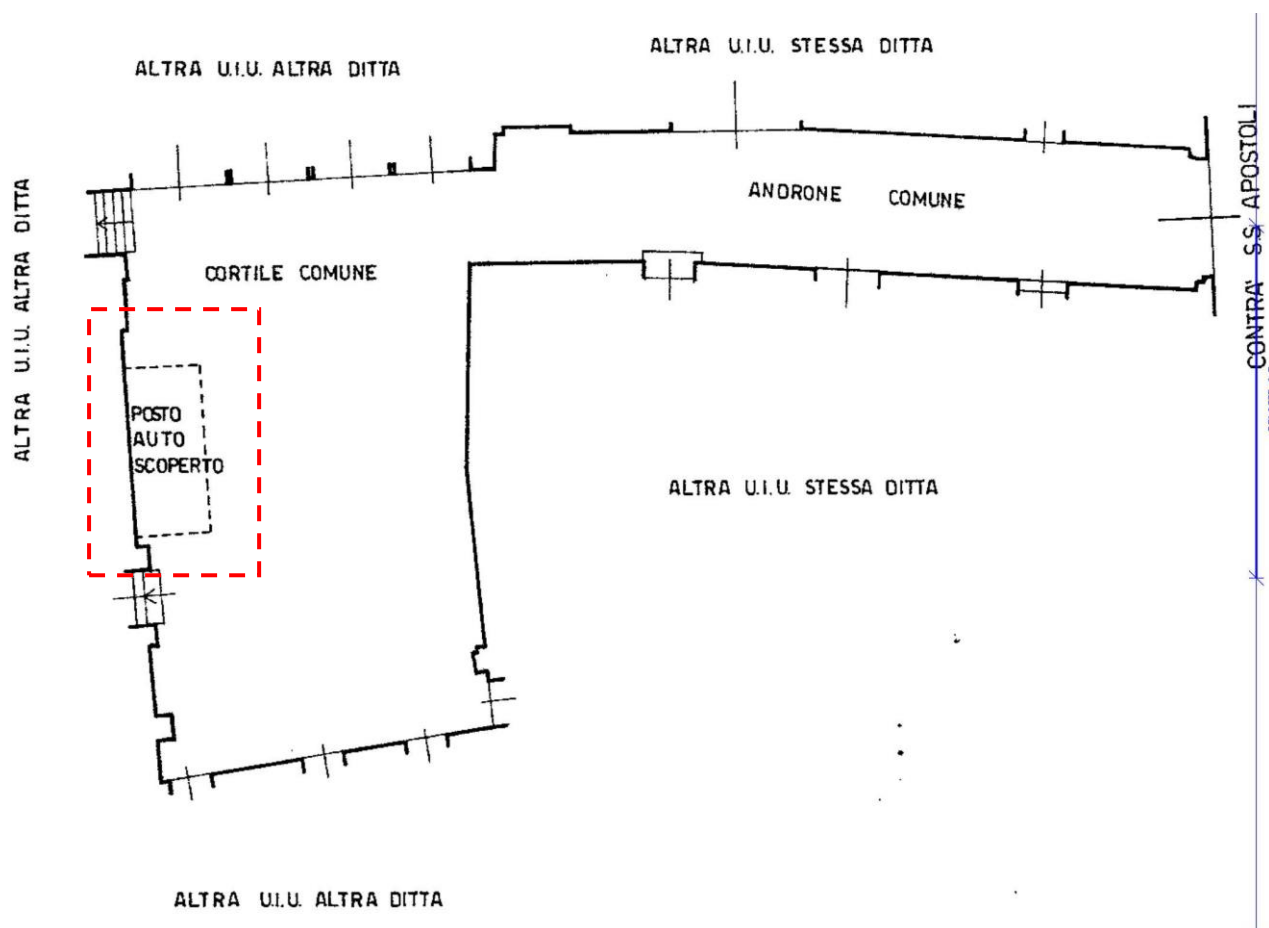 ALTRA U.I.U. STESSA DITTA
ALTRA U.I.U. ALTRA DITTA
CONTRA' S.S. APOSTOLI
ANDRONE COMUNE
ALTRA U.I.U. ALTRA DITTA
CORTILE COMUNE
POSTO
AUTO
SCOPERTO
ALTRA U.I.U. STESSA DITTA
ALTRA U.I.U. ALTRA DITTA